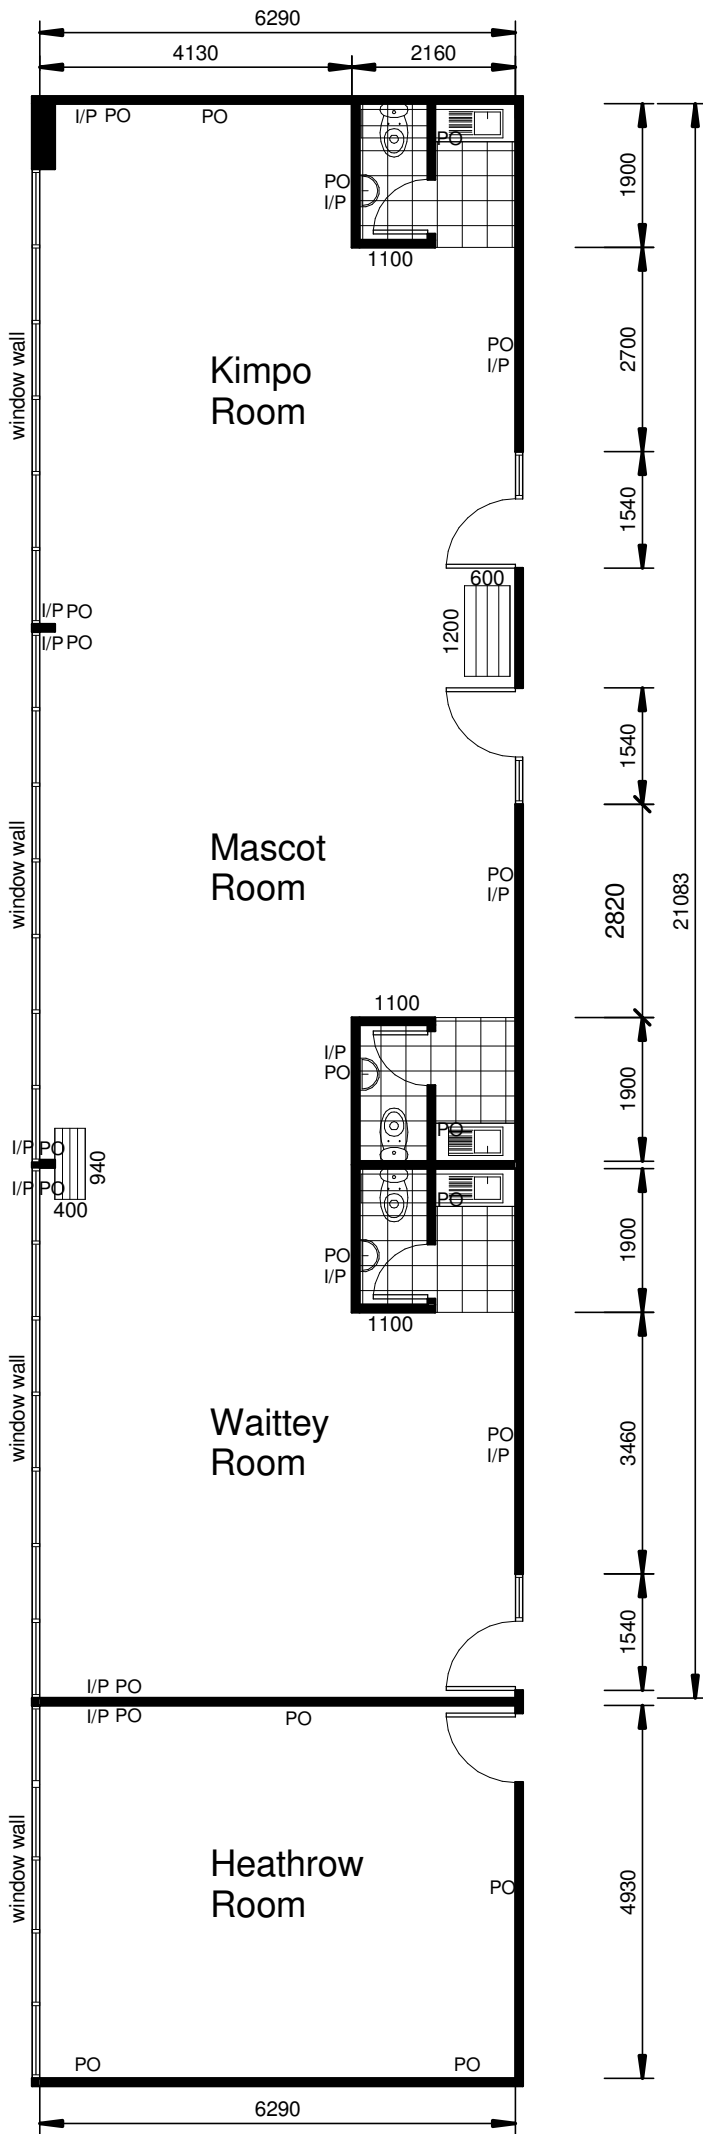 6290
4130
2160
I/P PO
PO
PO
PO
I/P
1900
1100
2700
window wall
PO
I/P
Kimpo
Room
1540
600
1200
I/P PO
I/P PO
1540
window wall
Mascot
Room
PO
I/P
2820
21083
1100
I/P
PO
1900
PO
I/P PO
I/P PO
940
400
PO
1900
PO
I/P
1100
window wall
Waittey
Room
PO
I/P
3460
1540
I/P PO
I/P PO
PO
window wall
Heathrow
Room
PO
4930
PO
PO
6290